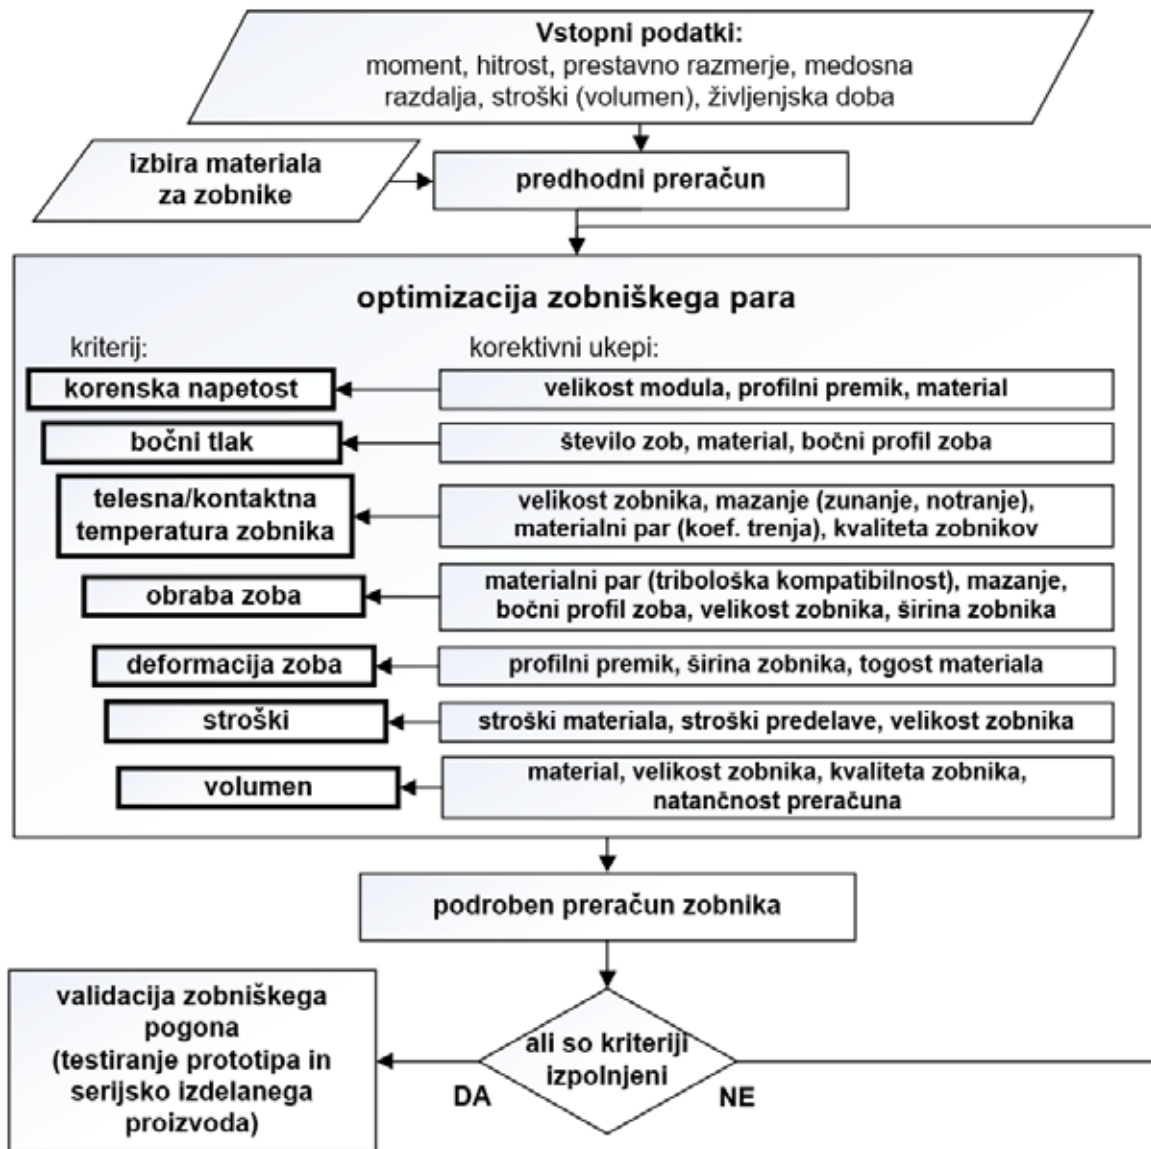 Vstopni podatki:
moment, hitrost, prestavno razmerje, medosna
razdalja, stroški (volumen), življenjska doba
izbira materiala
za zobnike
predhodni preračun
optimizacija zobniškega para
kriterij:
korektivni ukepi:
korenska napetost
velikost modula, profilni premik, material
bočni tlak
število zob, material, bočni profil zoba
telesna/kontaktna
temperatura zobnika
velikost zobnika, mazanje (zunanje, notranje),
materialni par (koef. trenja), kvaliteta zobnikov
obraba zoba
materialni par (tribološka kompatibilnost), mazanje,
bočni profil zoba, velikost zobnika, širina zobnika
deformacija zoba
profilni premik, širina zobnika, togost materiala
stroški
stroški materiala, stroški predelave, velikost zobnika
volumen
material, velikost zobnika, kvaliteta zobnika,
natančnost preračuna
podroben preračun zobnika
ali so kriteriji
izpolnjeni
DA
NE
validacija zobniškega
pogona
(testiranje prototipa in
serijsko izdelanega
proizvoda)